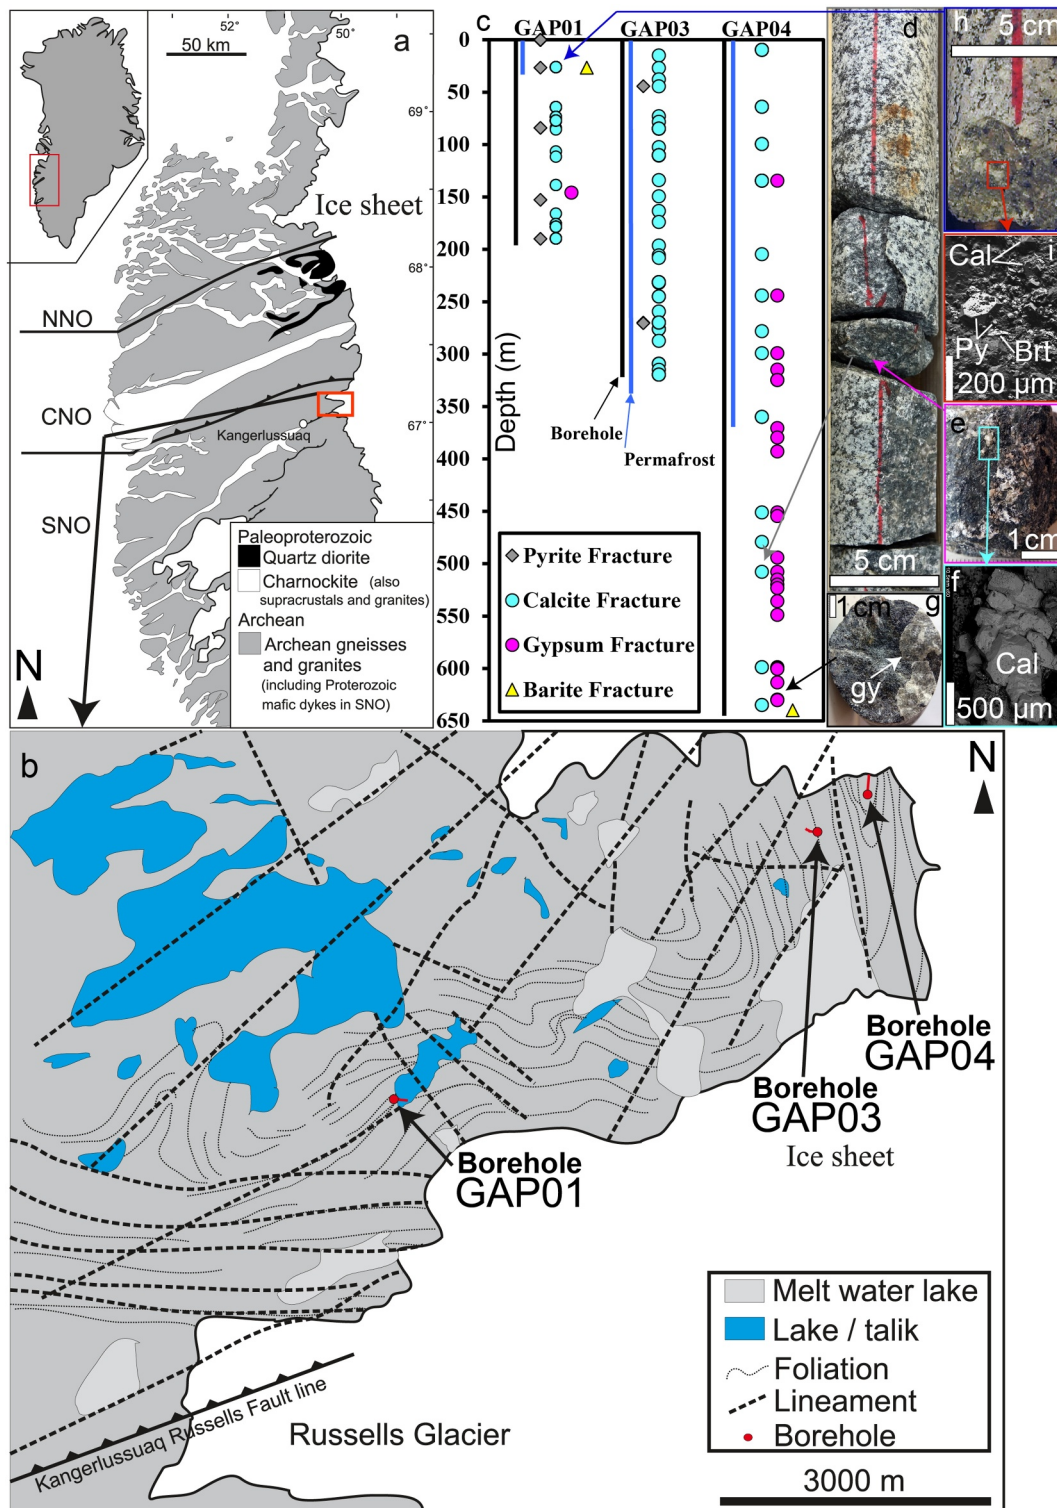 a
52°
50°
50 km
69°
Ice sheet
68°
NNO
CNO
Kangerlussuaq
67°
SNO
Paleoproterozoic
Quartz diorite
Charnockite (also
supracrustals and granites)
Archean
Archean gneisses
and granites
(including Proterozoic
mafic dykes in SNO)
N
c
GAP01
GAP03
GAP04
0
50
100
150
200
250
300
350
400
450
500
550
600
650
Depth (m)
Borehole
Permafrost
Pyrite Fracture
Calcite Fracture
Gypsum Fracture
Barite Fracture
d
5 cm
h
5 cm
i
Cal
Py
Brt
200 µm
e
1 cm
f
Cal
500 µm
g
1cm
gy
b
N
Borehole
GAP04
Borehole
GAP03
Ice sheet
Borehole
GAP01
Kangerlussuaq Russells Fault line
Russells Glacier
Melt water lake
Lake / talik
Foliation
Lineament
Borehole
3000 m